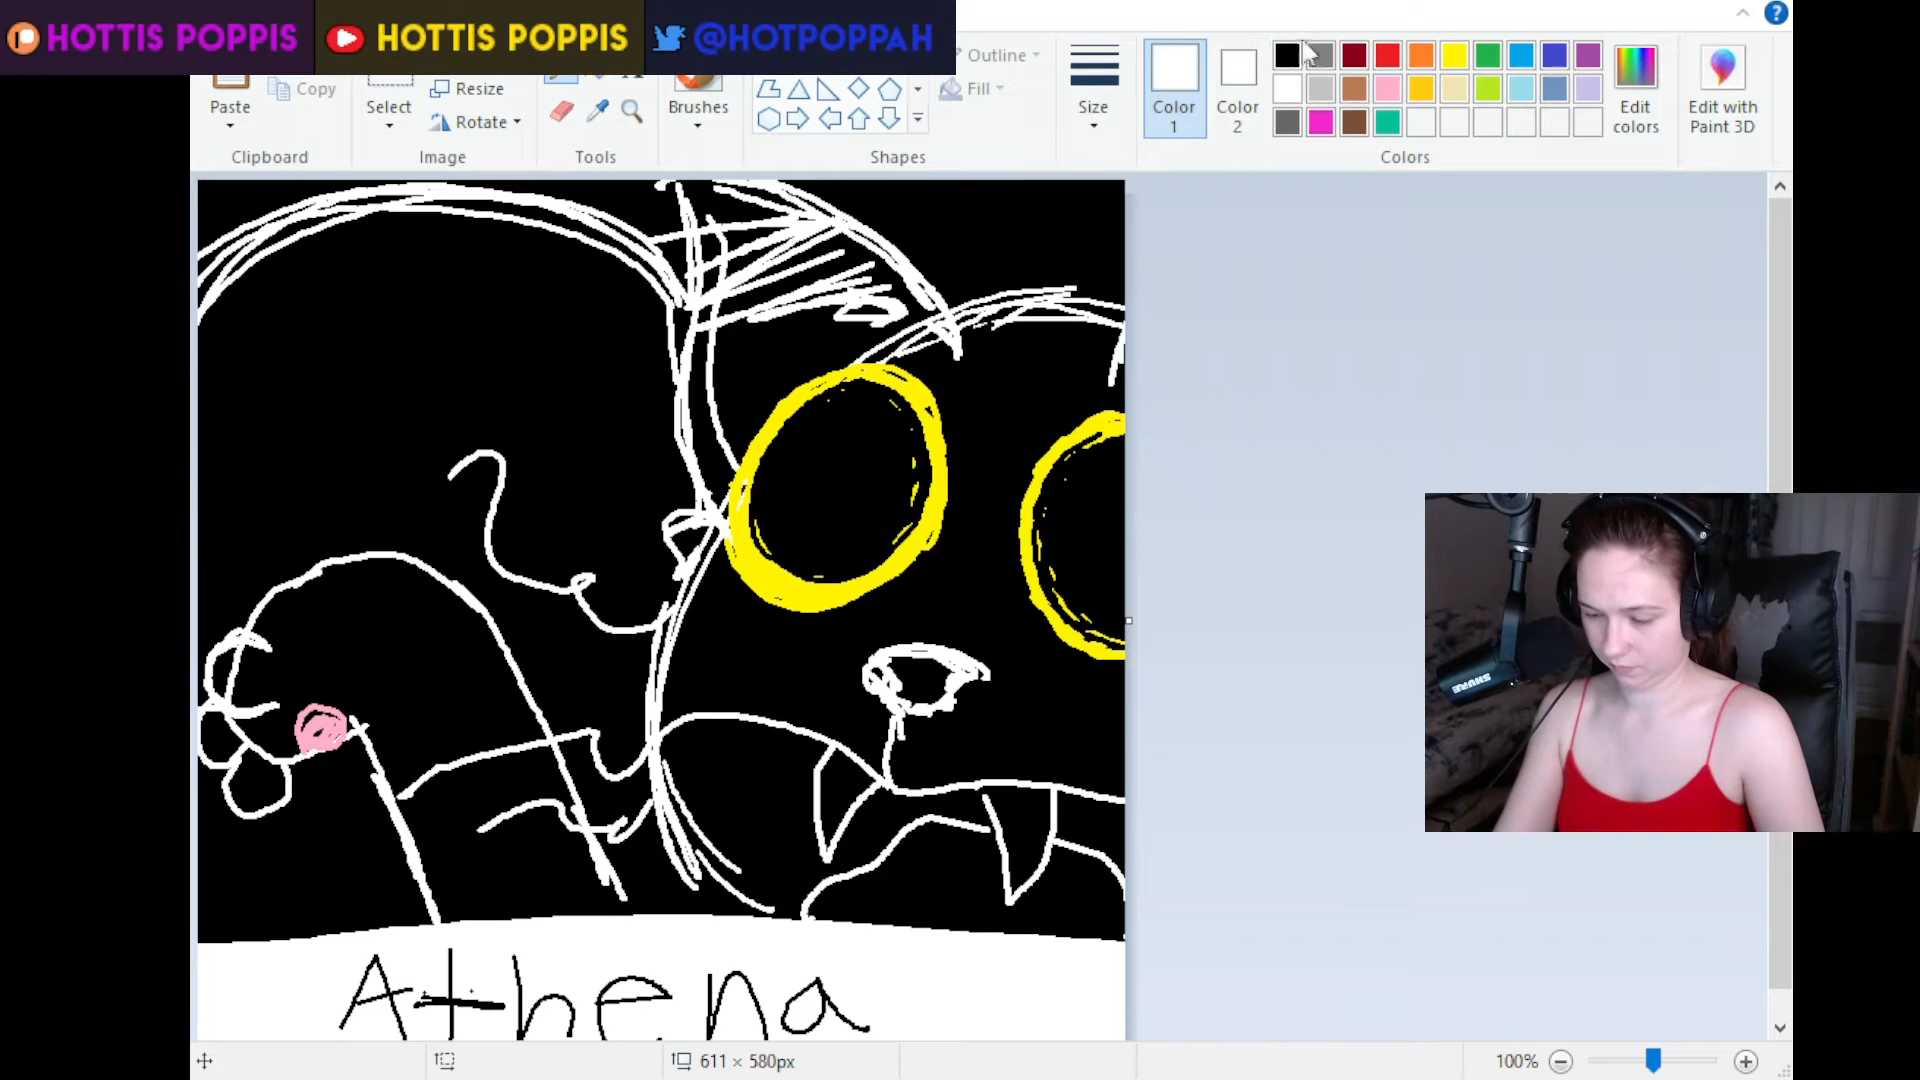 HOTTIS POPPIS
HOTTIS POPPIS
@HOTPOPPAH
Paste
Copy
Clipboard
Select
Resize
Rotate
Image
Tools
Brushes
Shapes
Outline
Fill
Size
Color 1
Color 2
Colors
Edit colors
Edit with Paint 3D
SHURE
Athena
611 × 580px
100%